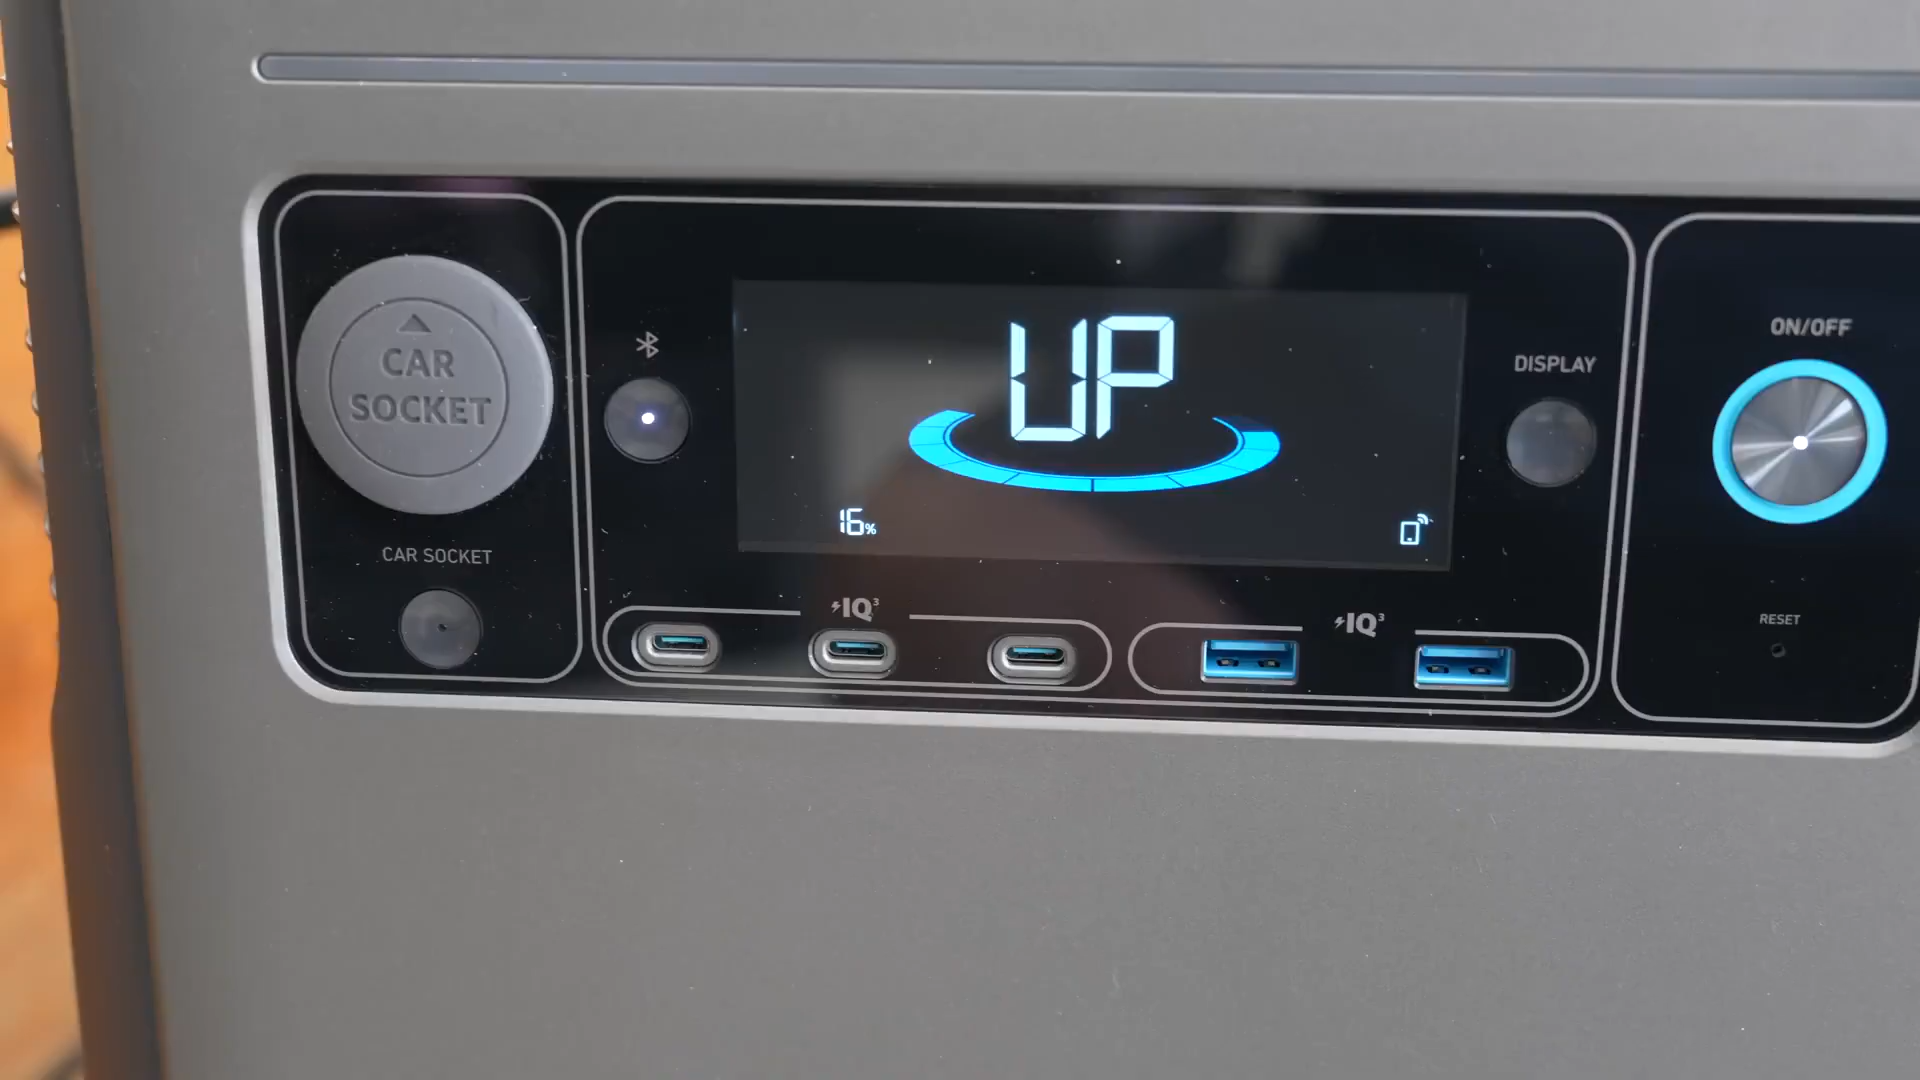 CAR
SOCKET
CAR SOCKET
UP
16%
DISPLAY
ON/OFF
RESET
IQ³
IQ³